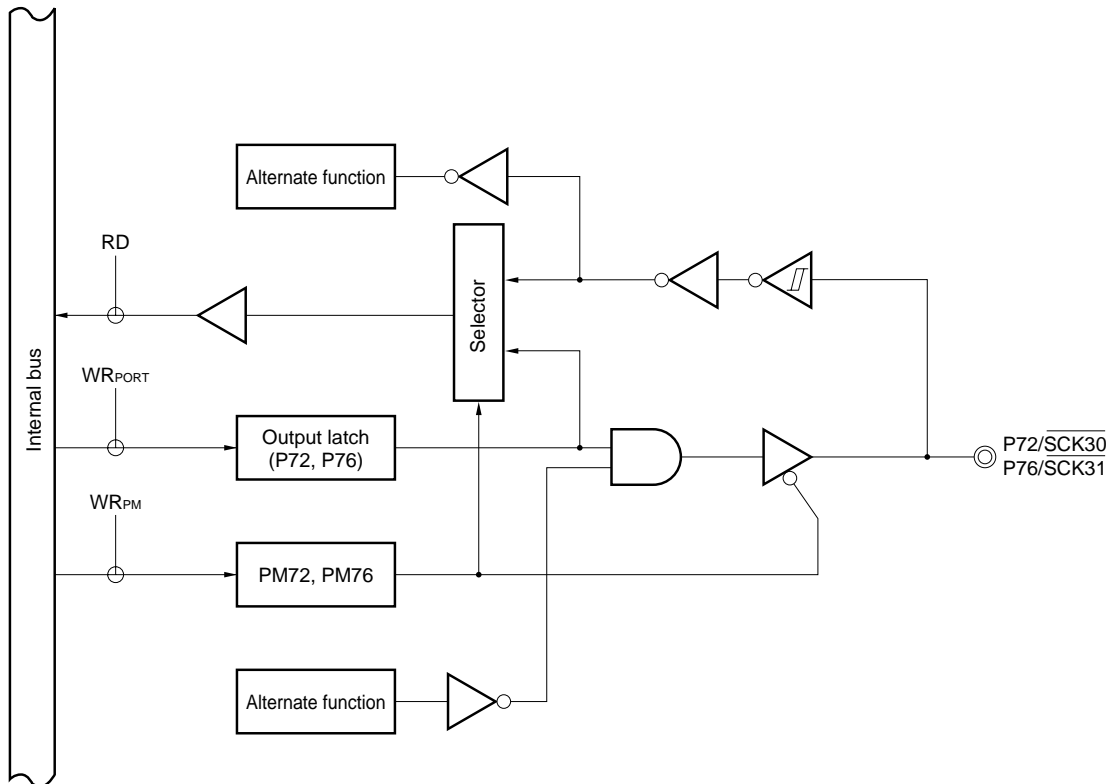 Alternate function
RD
Selector
WRPORT
Internal bus
Output latch
(P72, P76)
P72/SCK30
P76/SCK31
WRPM
PM72, PM76
Alternate function